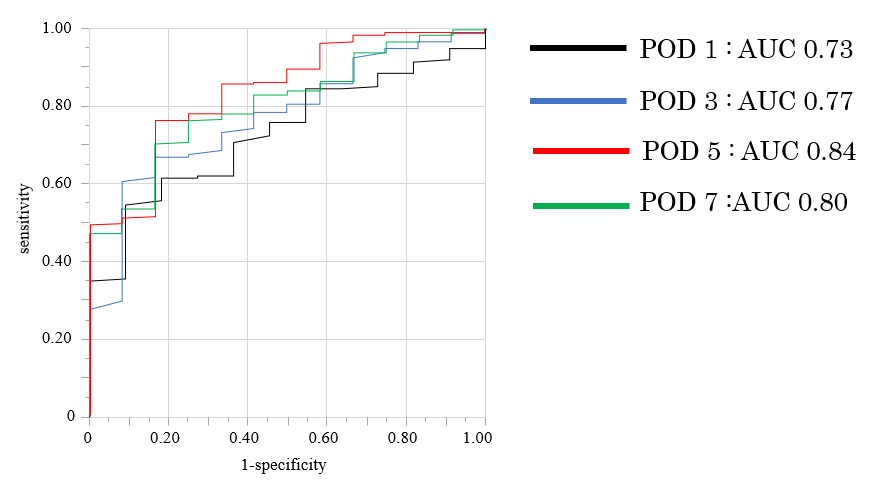 1.00
0.80
0.60
0.40
0.20
0
sensitivity
0
0.20
0.40
0.60
0.80
1.00
1-specificity
POD 1 : AUC 0.73
POD 3 : AUC 0.77
POD 5 : AUC 0.84
POD 7 :AUC 0.80